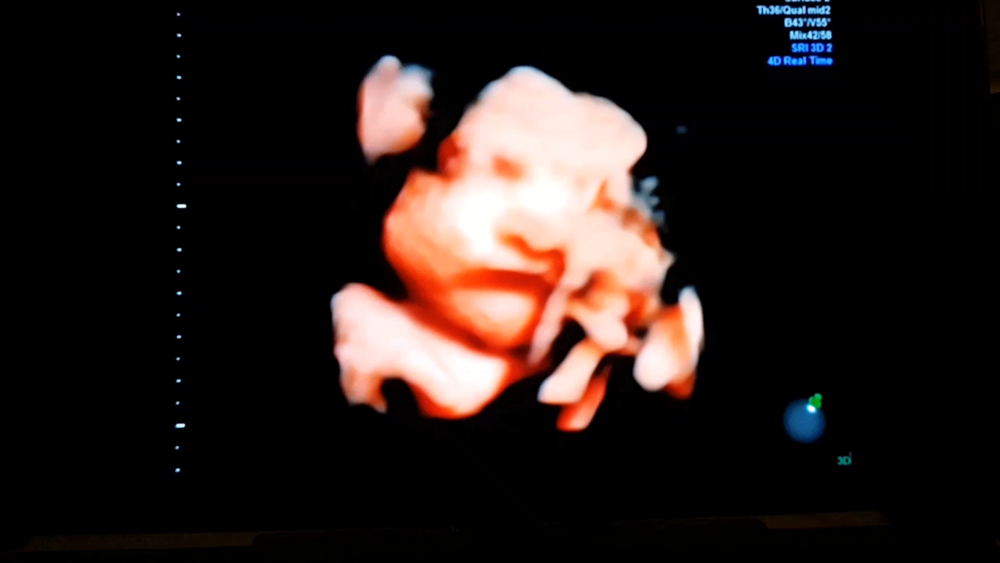 Th36/Qual mid2
B43°/V55°
Mix42/58
SRI 3D 2
4D Real Time
3D